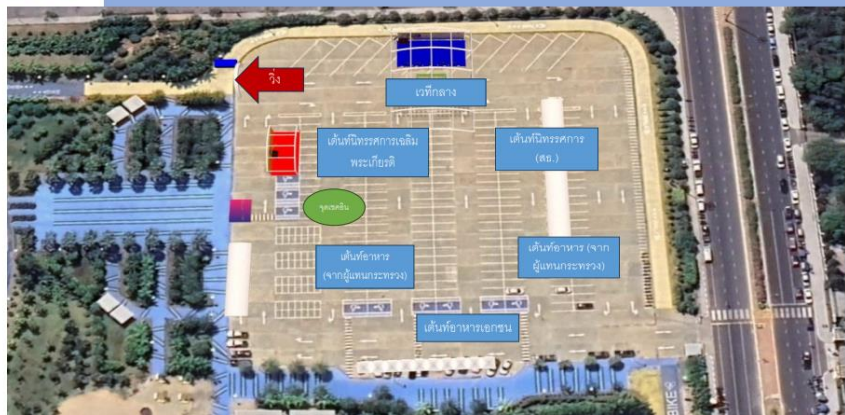 วิ่ง
เวทีกลาง
เต้นท์นิทรรศการเฉลิม
พระเกียรติ
เต้นท์นิทรรศการ
(สธ.)
จุดเชคอิน
เต้นท์อาหาร
(จากผู้แทนกระทรวง)
เต้นท์อาหาร (จาก
ผู้แทนกระทรวง)
เต้นท์อาหารเอกชน
BIKE